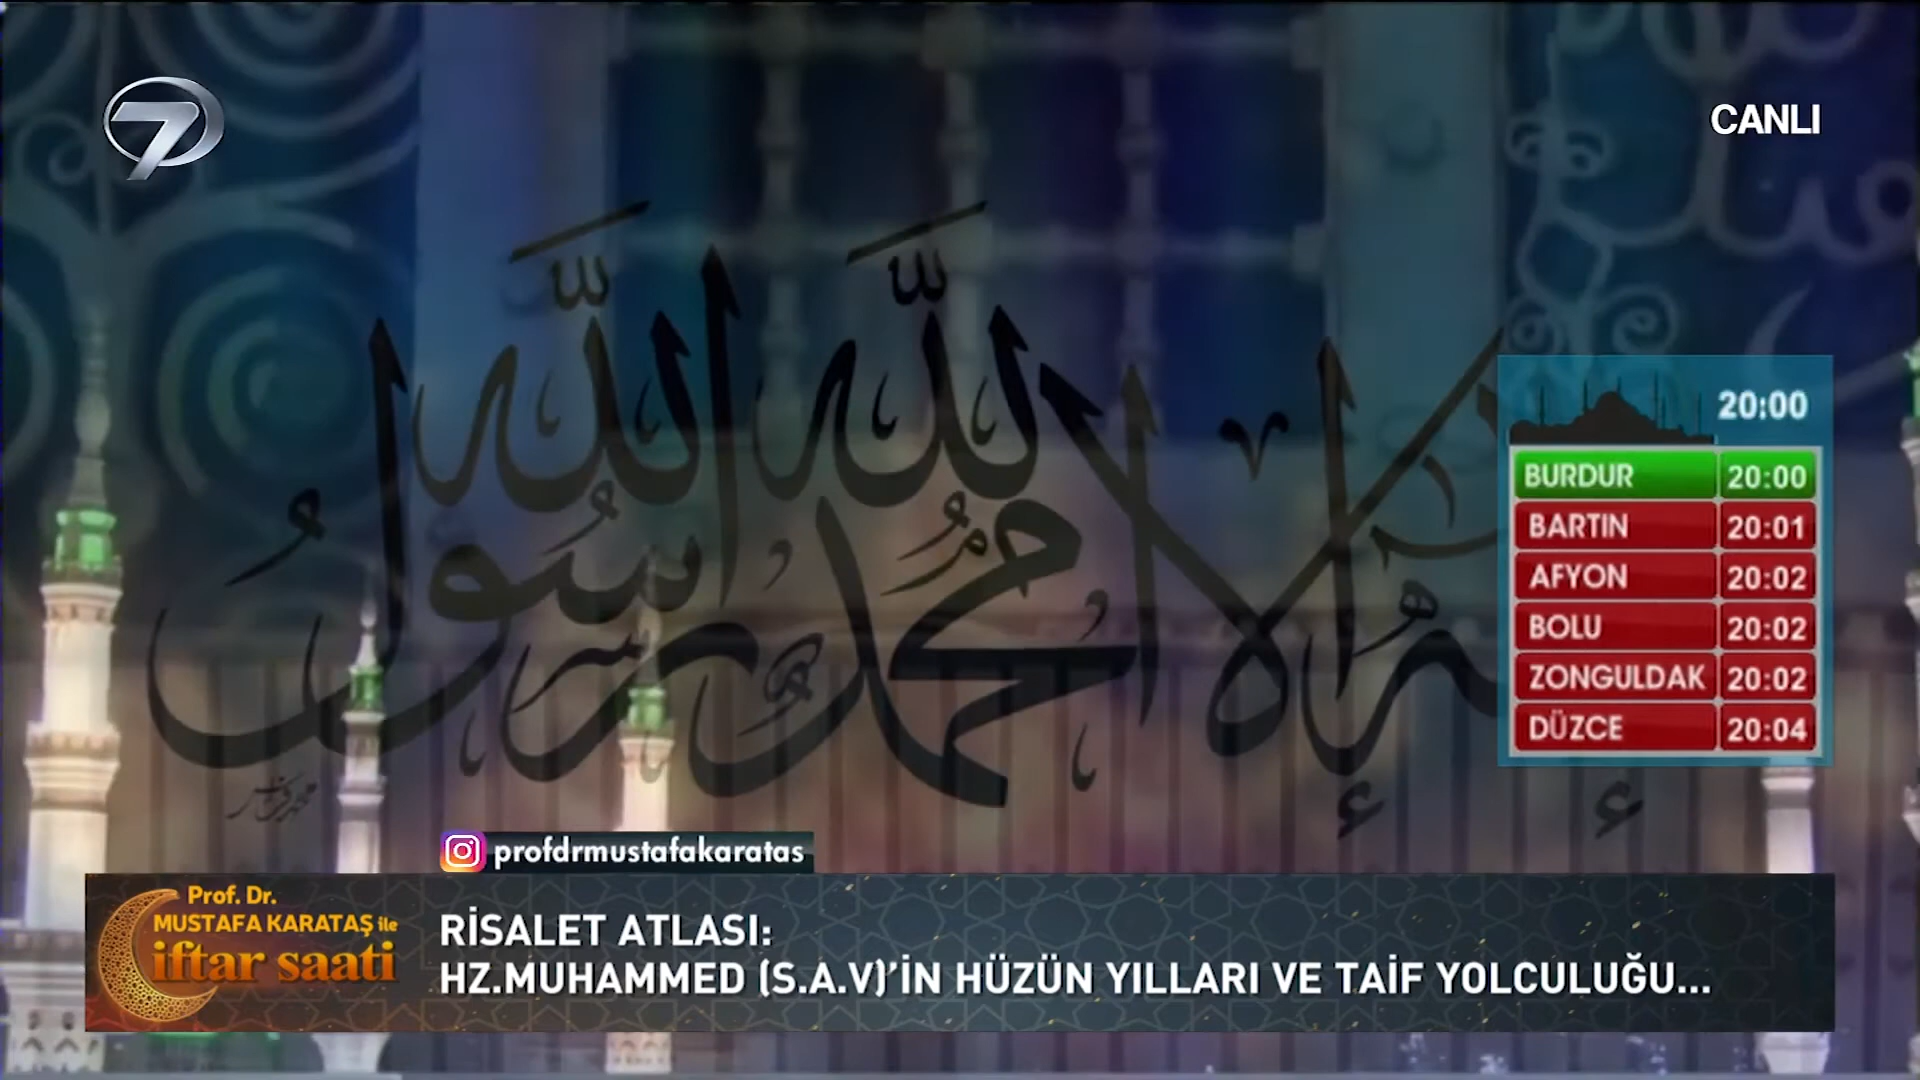 7
CANLI
لا إله إلا الله محمد رسول الله
20:00
BURDUR 20:00
BARTIN 20:01
AFYON 20:02
BOLU 20:02
ZONGULDAK 20:02
DÜZCE 20:04
profdrmustafakaratas
Prof. Dr.
MUSTAFA KARATAŞ ile
iftar saati
RİSALET ATLASI:
HZ.MUHAMMED (S.A.V)’İN HÜZÜN YILLARI VE TAİF YOLCULUĞU...